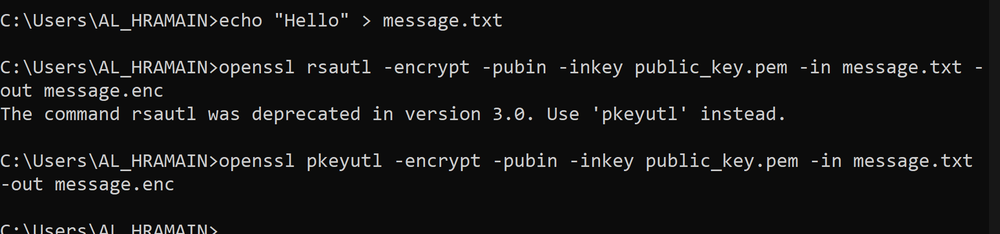 C:\Users\AL_HRAMAIN>echo "Hello" > message.txt
C:\Users\AL_HRAMAIN>openssl rsautl -encrypt -pubin -inkey public_key.pem -in message.txt -
out message.enc
The command rsautl was deprecated in version 3.0. Use 'pkeyutl' instead.
C:\Users\AL_HRAMAIN>openssl pkeyutl -encrypt -pubin -inkey public_key.pem -in message.txt
-out message.enc
C:\Users\AL_HRAMAIN>